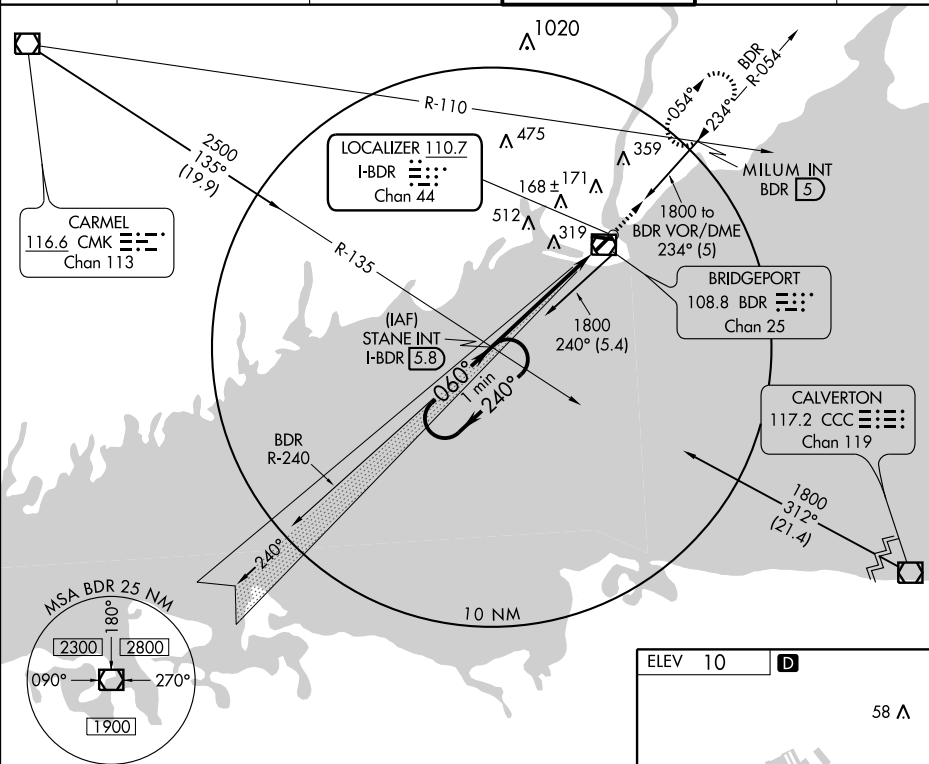 1020
BDR
R-054
054°
234°
R-110
475
LOCALIZER 110.7
I-BDR
Chan 44
359
MILUM INT
BDR 5
2500
135°
(19.9)
168 ±
171
512
319
1800 to
BDR VOR/DME
234° (5)
CARMEL
116.6 CMK
Chan 113
R-135
BRIDGEPORT
108.8 BDR
Chan 25
(IAF)
STANE INT
I-BDR 5.8
1800
240° (5.4)
060°
1 min
240°
CALVERTON
117.2 CCC
Chan 119
BDR
R-240
1800
312°
(21.4)
240°
10 NM
MSA BDR 25 NM
180°
2300 2800
090° 270°
1900
ELEV 10 D
58